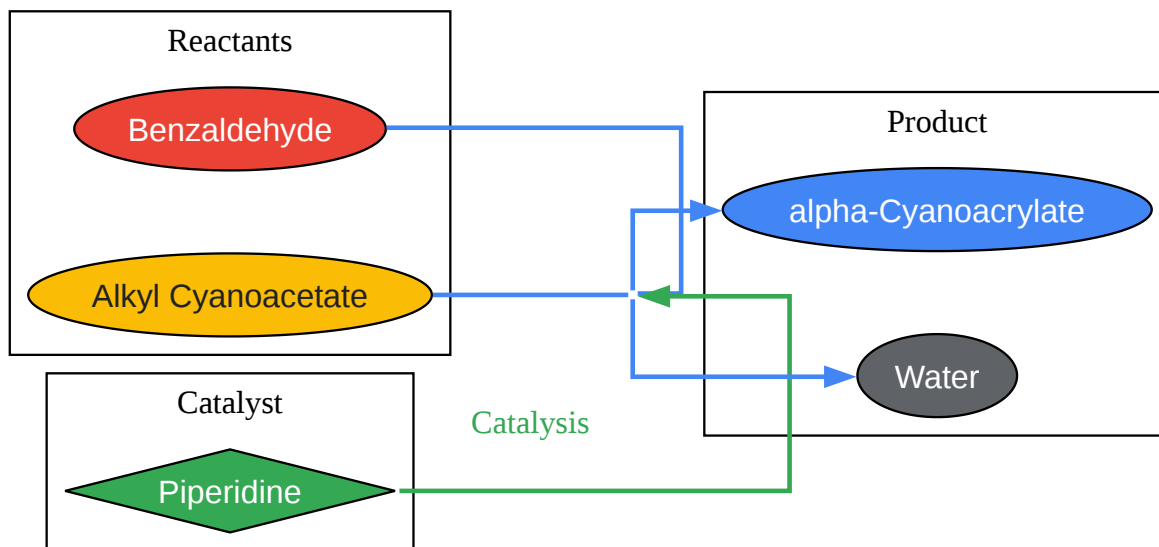 Reactants
Benzaldehyde
Alkyl Cyanoacetate
Product
alpha-Cyanoacrylate
Water
Catalyst
Piperidine
Catalysis